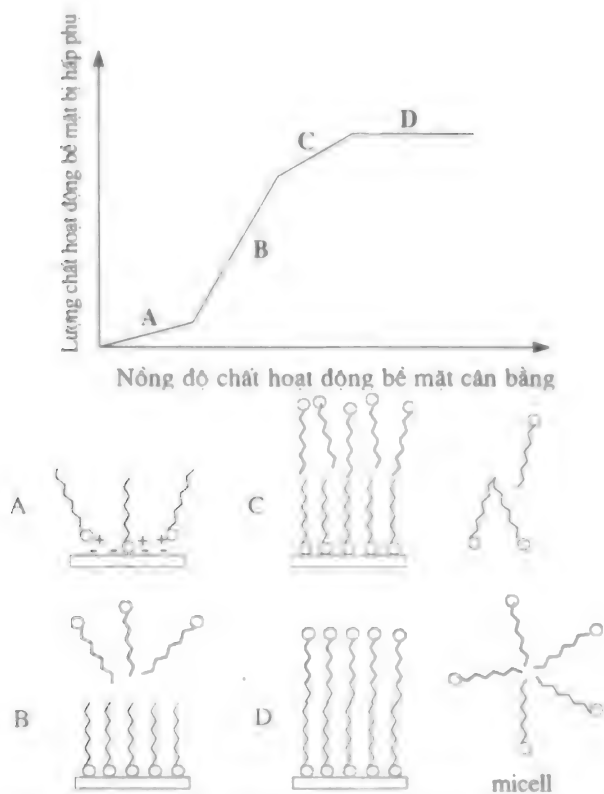 Lượng chất hoạt động bề mặt bị hấp phụ
D
C
B
A
Nồng độ chất hoạt động bề mặt cân bằng
A
+ +
+ +
- - - -
C
B
D
micell